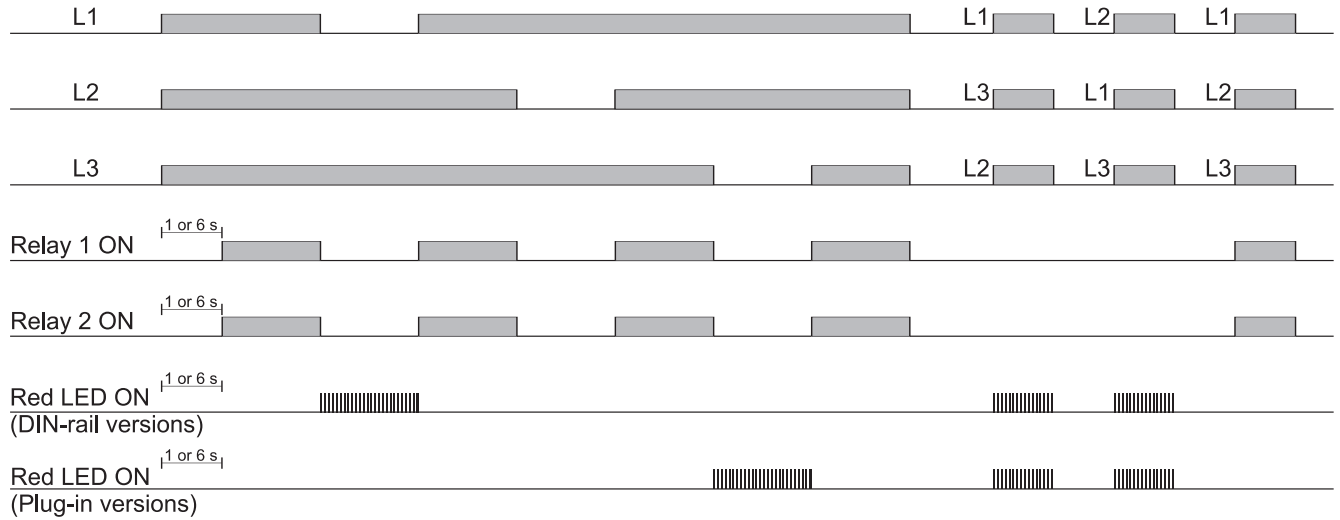 L1 L1 L2 L1
L2 L3 L1 L2
L3 L2 L3 L3
1 or 6 s
Relay 1 ON
1 or 6 s
Relay 2 ON
1 or 6 s
Red LED ON
(DIN-rail versions)
1 or 6 s
Red LED ON
(Plug-in versions)